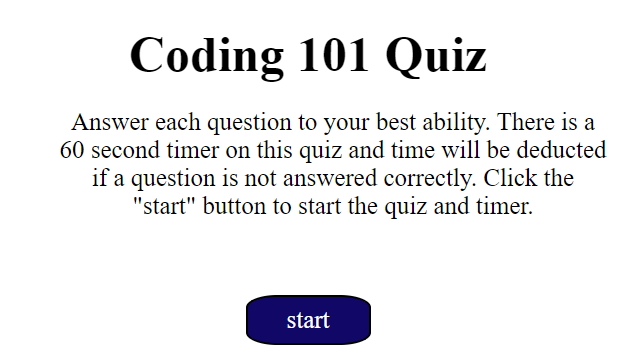 Coding 101 Quiz
Answer each question to your best ability. There is a
60 second timer on this quiz and time will be deducted
if a question is not answered correctly. Click the
"start" button to start the quiz and timer.
start